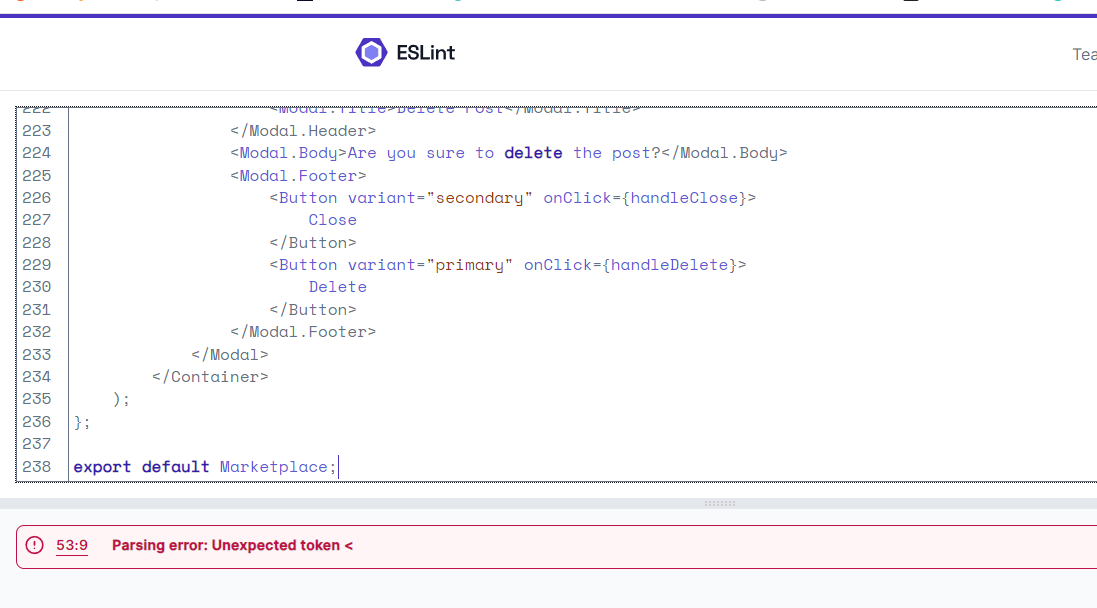 ESLint
Tea
222 <Modal.Title>Delete Post</Modal.Title>
223 </Modal.Header>
224 <Modal.Body>Are you sure to delete the post?</Modal.Body>
225 <Modal.Footer>
226 <Button variant="secondary" onClick={handleClose}>
227 Close
228 </Button>
229 <Button variant="primary" onClick={handleDelete}>
230 Delete
231 </Button>
232 </Modal.Footer>
233 </Modal>
234 </Container>
235 );
236 };
237
238 export default Marketplace;
53:9 Parsing error: Unexpected token <